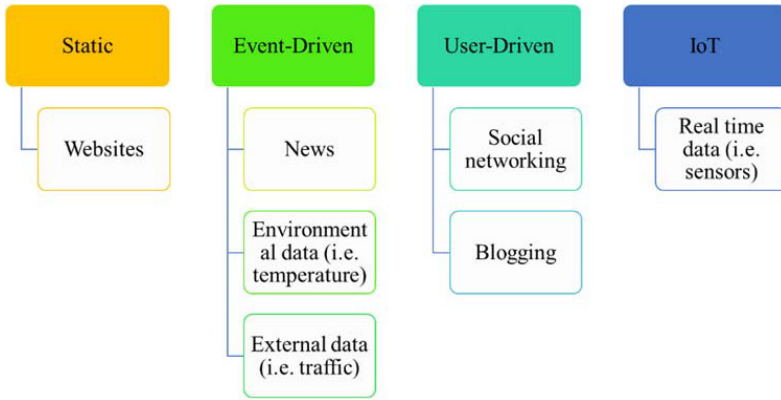 Static
Websites
Event-Driven
News
Environment
al data (i.e.
temperature)
External data
(i.e. traffic)
User-Driven
Social
networking
Blogging
IoT
Real time
data (i.e.
sensors)